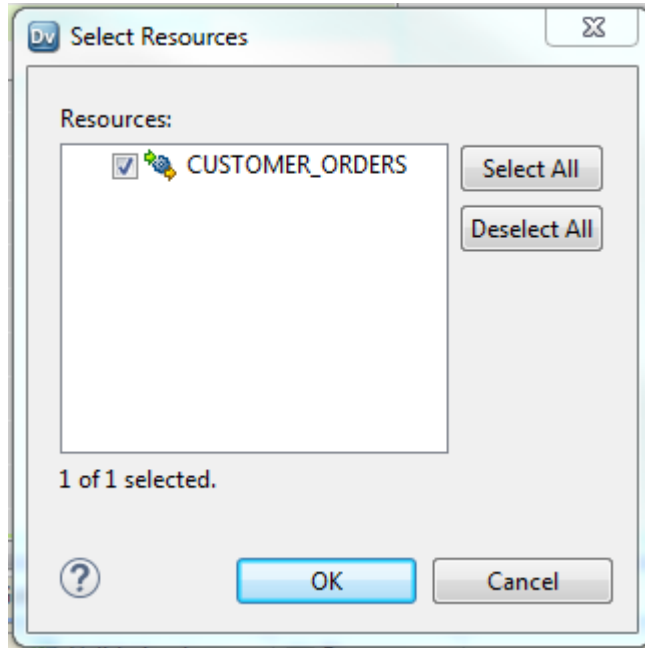 Dv Select Resources
Resources:
CUSTOMER_ORDERS
Select All
Deselect All
1 of 1 selected.
?
OK
Cancel